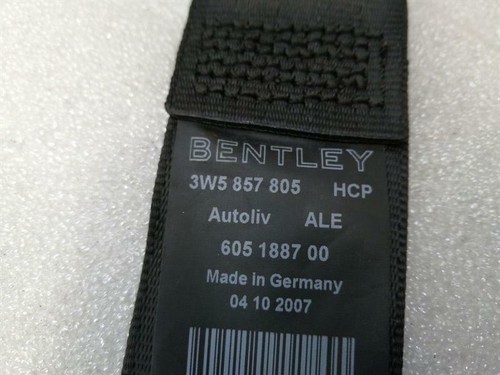 BENTLEY
3W5 857 805 HCP
Autoliv ALE
605 1887 00
Made in Germany
04 10 2007